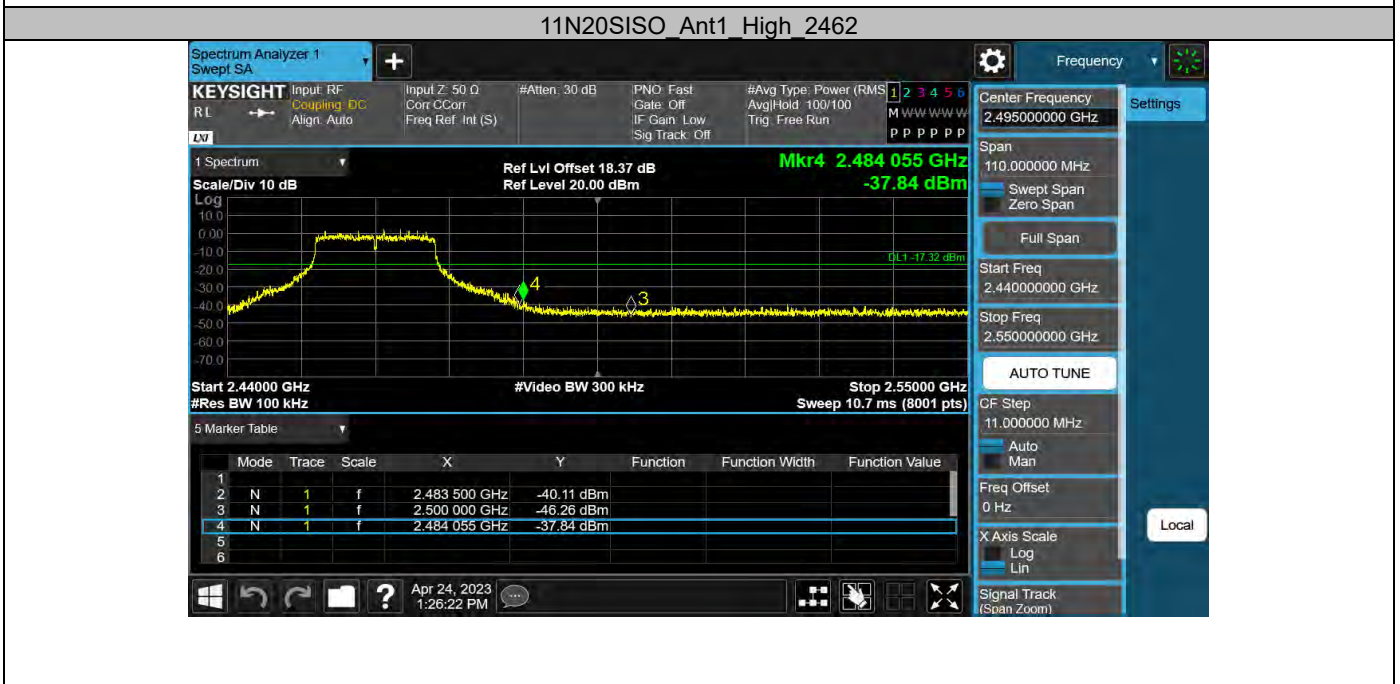 11N20SISO_Ant1_High_2462
Spectrum Analyzer 1
Swept SA
Frequency
KEYSIGHT
Input: RF
Input Z: 50 Ω
#Atten: 30 dB
PNO: Fast
#Avg Type: Power (RMS
1 2 3 4 5 6
RL
Coupling: DC
Corr CCorr
Gate: Off
Avg|Hold: 100/100
M W W W W W
Align: Auto
Freq Ref: Int (S)
IF Gain: Low
Trig: Free Run
LXI
Sig Track: Off
P P P P P P
Center Frequency
2.495000000 GHz
Settings
1 Spectrum
Ref Lvl Offset 18.37 dB
Mkr4 2.484 055 GHz
Scale/Div 10 dB
Ref Level 20.00 dBm
-37.84 dBm
Log
10.0
0.00
-10.0
-20.0
-30.0
-40.0
-50.0
-60.0
-70.0
DL1 -17.32 dBm
4
3
Start 2.44000 GHz
#Video BW 300 kHz
Stop 2.55000 GHz
#Res BW 100 kHz
Sweep 10.7 ms (8001 pts)
Span
110.000000 MHz
Swept Span
Zero Span
Full Span
Start Freq
2.440000000 GHz
Stop Freq
2.550000000 GHz
AUTO TUNE
CF Step
11.000000 MHz
Auto
Man
Freq Offset
0 Hz
X Axis Scale
Log
Lin
Signal Track
(Span Zoom)
Local
5 Marker Table
Mode Trace Scale X Y Function Function Width Function Value
1
2 N 1 f 2.483 500 GHz -40.11 dBm
3 N 1 f 2.500 000 GHz -46.26 dBm
4 N 1 f 2.484 055 GHz -37.84 dBm
5
6
?
Apr 24, 2023
1:26:22 PM